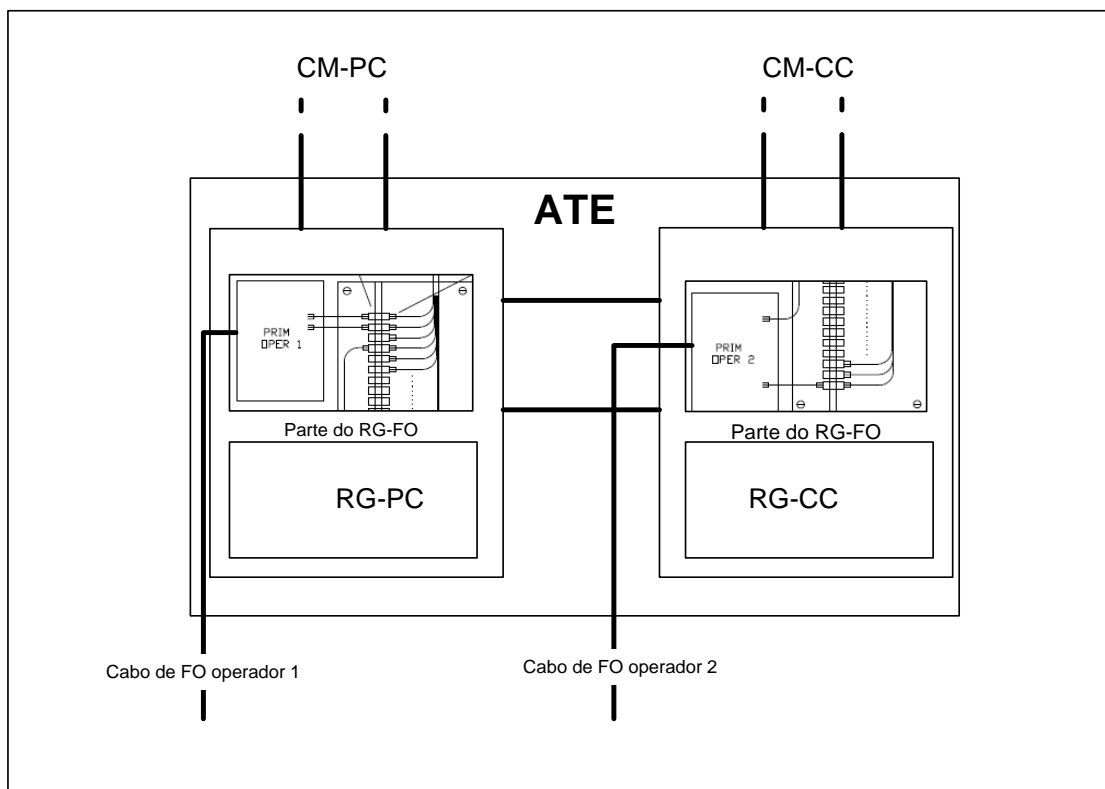 CM-PC
CM-CC
ATE
PRIM
OPER 1
PRIM
OPER 2
Parte do RG-FO
Parte do RG-FO
RG-PC
RG-CC
Cabo de FO operador 1
Cabo de FO operador 2